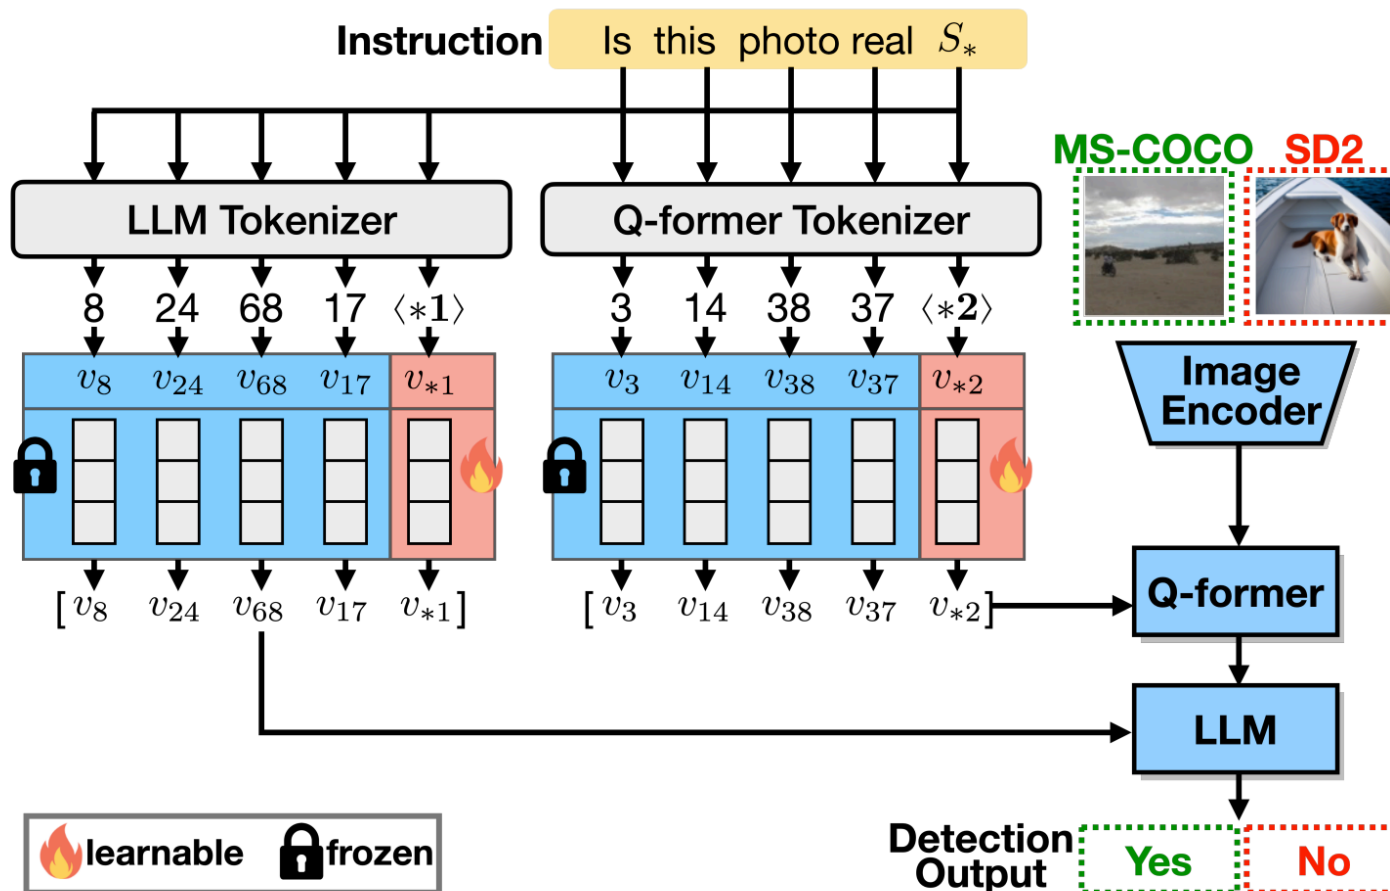 Instruction Is this photo real S*
MS-COCO SD2
LLM Tokenizer Q-former Tokenizer
8 24 68 17 ⟨*1⟩ 3 14 38 37 ⟨*2⟩
v8 v24 v68 v17 v*1 v3 v14 v38 v37 v*2
Image
Encoder
[v8 v24 v68 v17 v*1] [v3 v14 v38 v37 v*2]
Q-former
LLM
learnable frozen
Detection
Output
Yes No